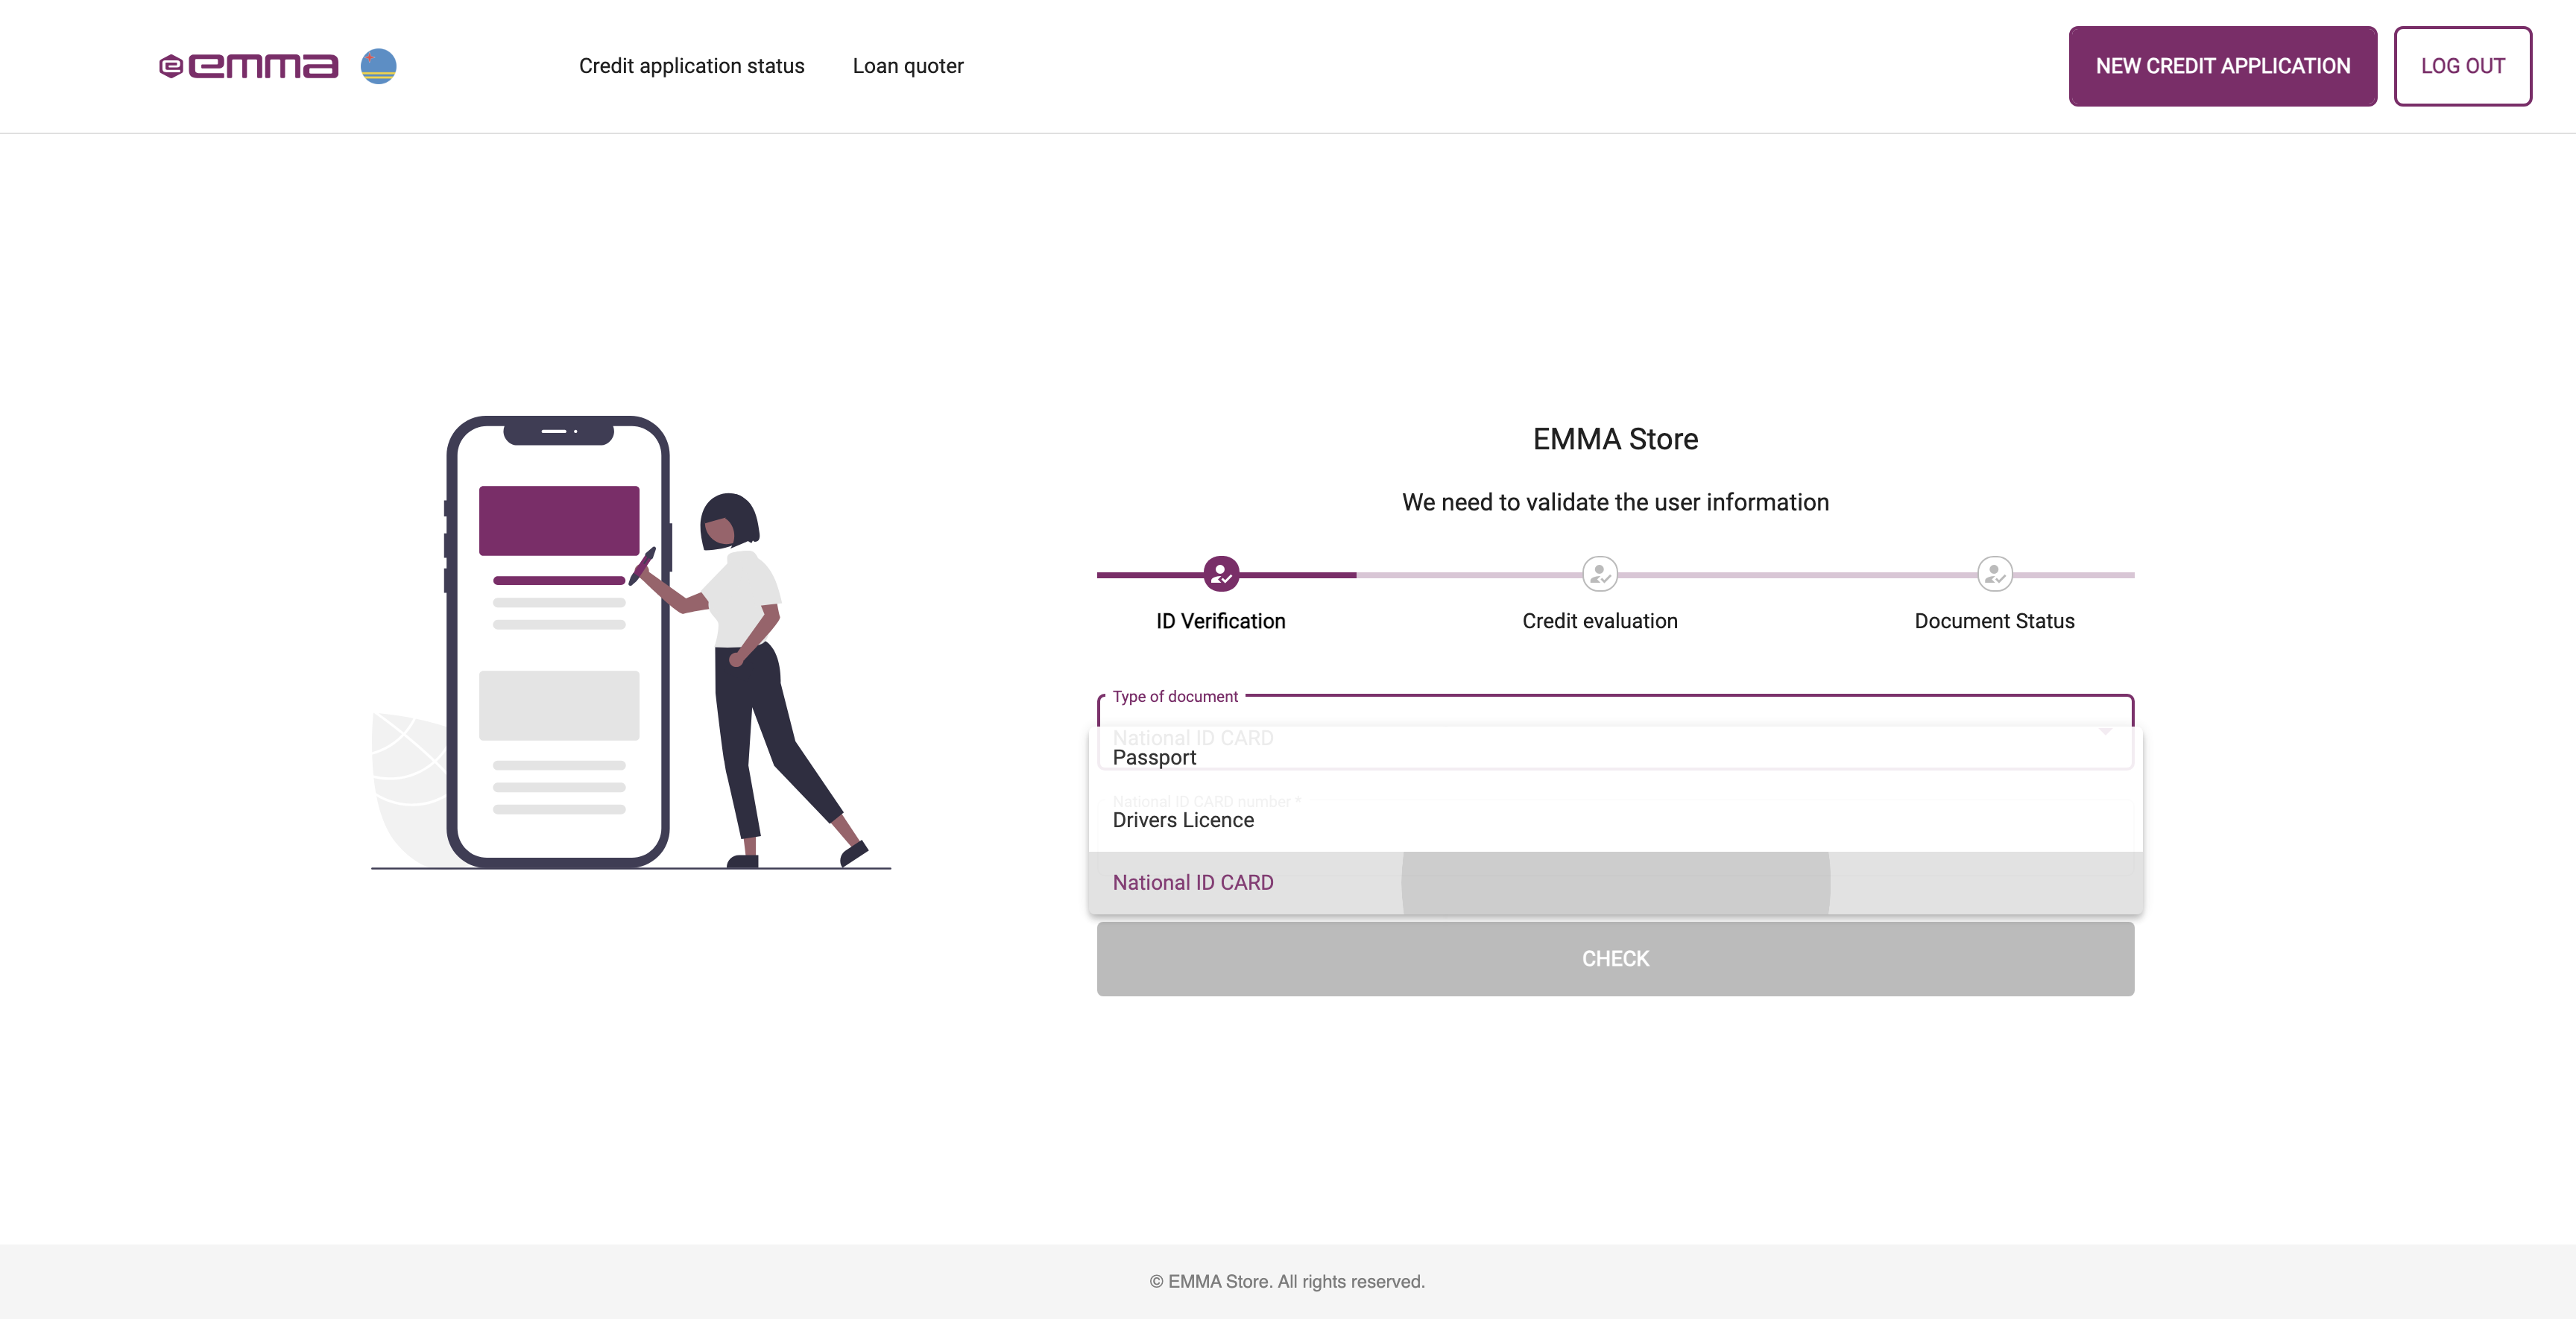 emma
Credit application status
Loan quoter
NEW CREDIT APPLICATION
LOG OUT
EMMA Store
We need to validate the user information
ID Verification
Credit evaluation
Document Status
Type of document
National ID CARD
Passport
National ID CARD number *
Drivers Licence
National ID CARD
CHECK
© EMMA Store. All rights reserved.